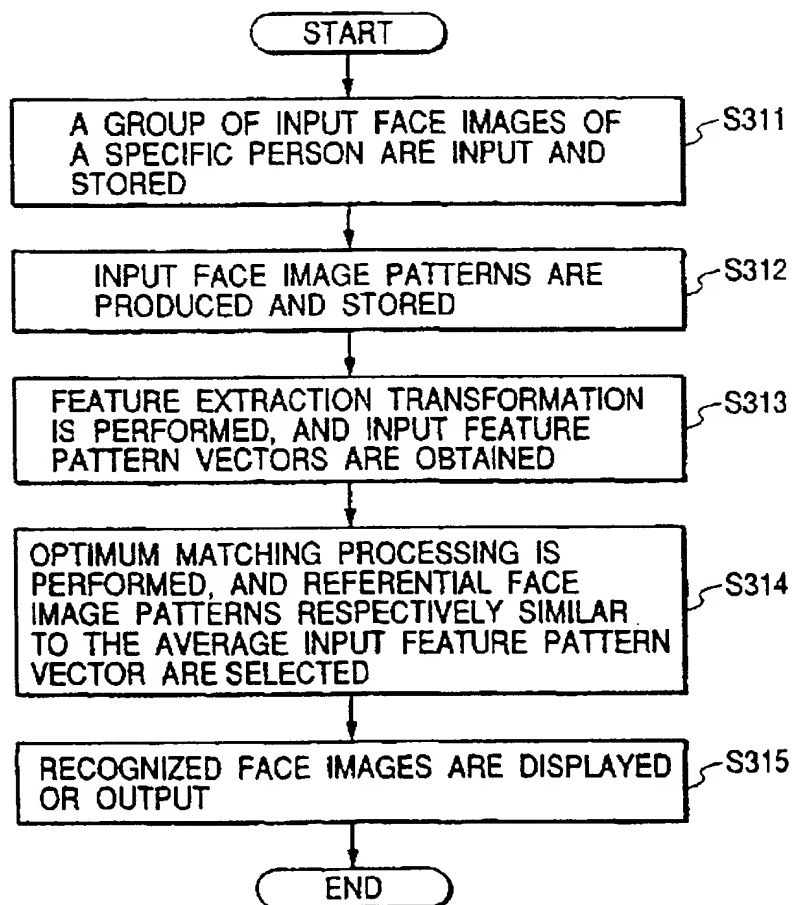 START
A GROUP OF INPUT FACE IMAGES OF
A SPECIFIC PERSON ARE INPUT AND
STORED
S311
INPUT FACE IMAGE PATTERNS ARE
PRODUCED AND STORED
S312
FEATURE EXTRACTION TRANSFORMATION
IS PERFORMED, AND INPUT FEATURE
PATTERN VECTORS ARE OBTAINED
S313
OPTIMUM MATCHING PROCESSING IS
PERFORMED, AND REFERENTIAL FACE
IMAGE PATTERNS RESPECTIVELY SIMILAR
TO THE AVERAGE INPUT FEATURE PATTERN
VECTOR ARE SELECTED
S314
RECOGNIZED FACE IMAGES ARE DISPLAYED
OR OUTPUT
S315
END